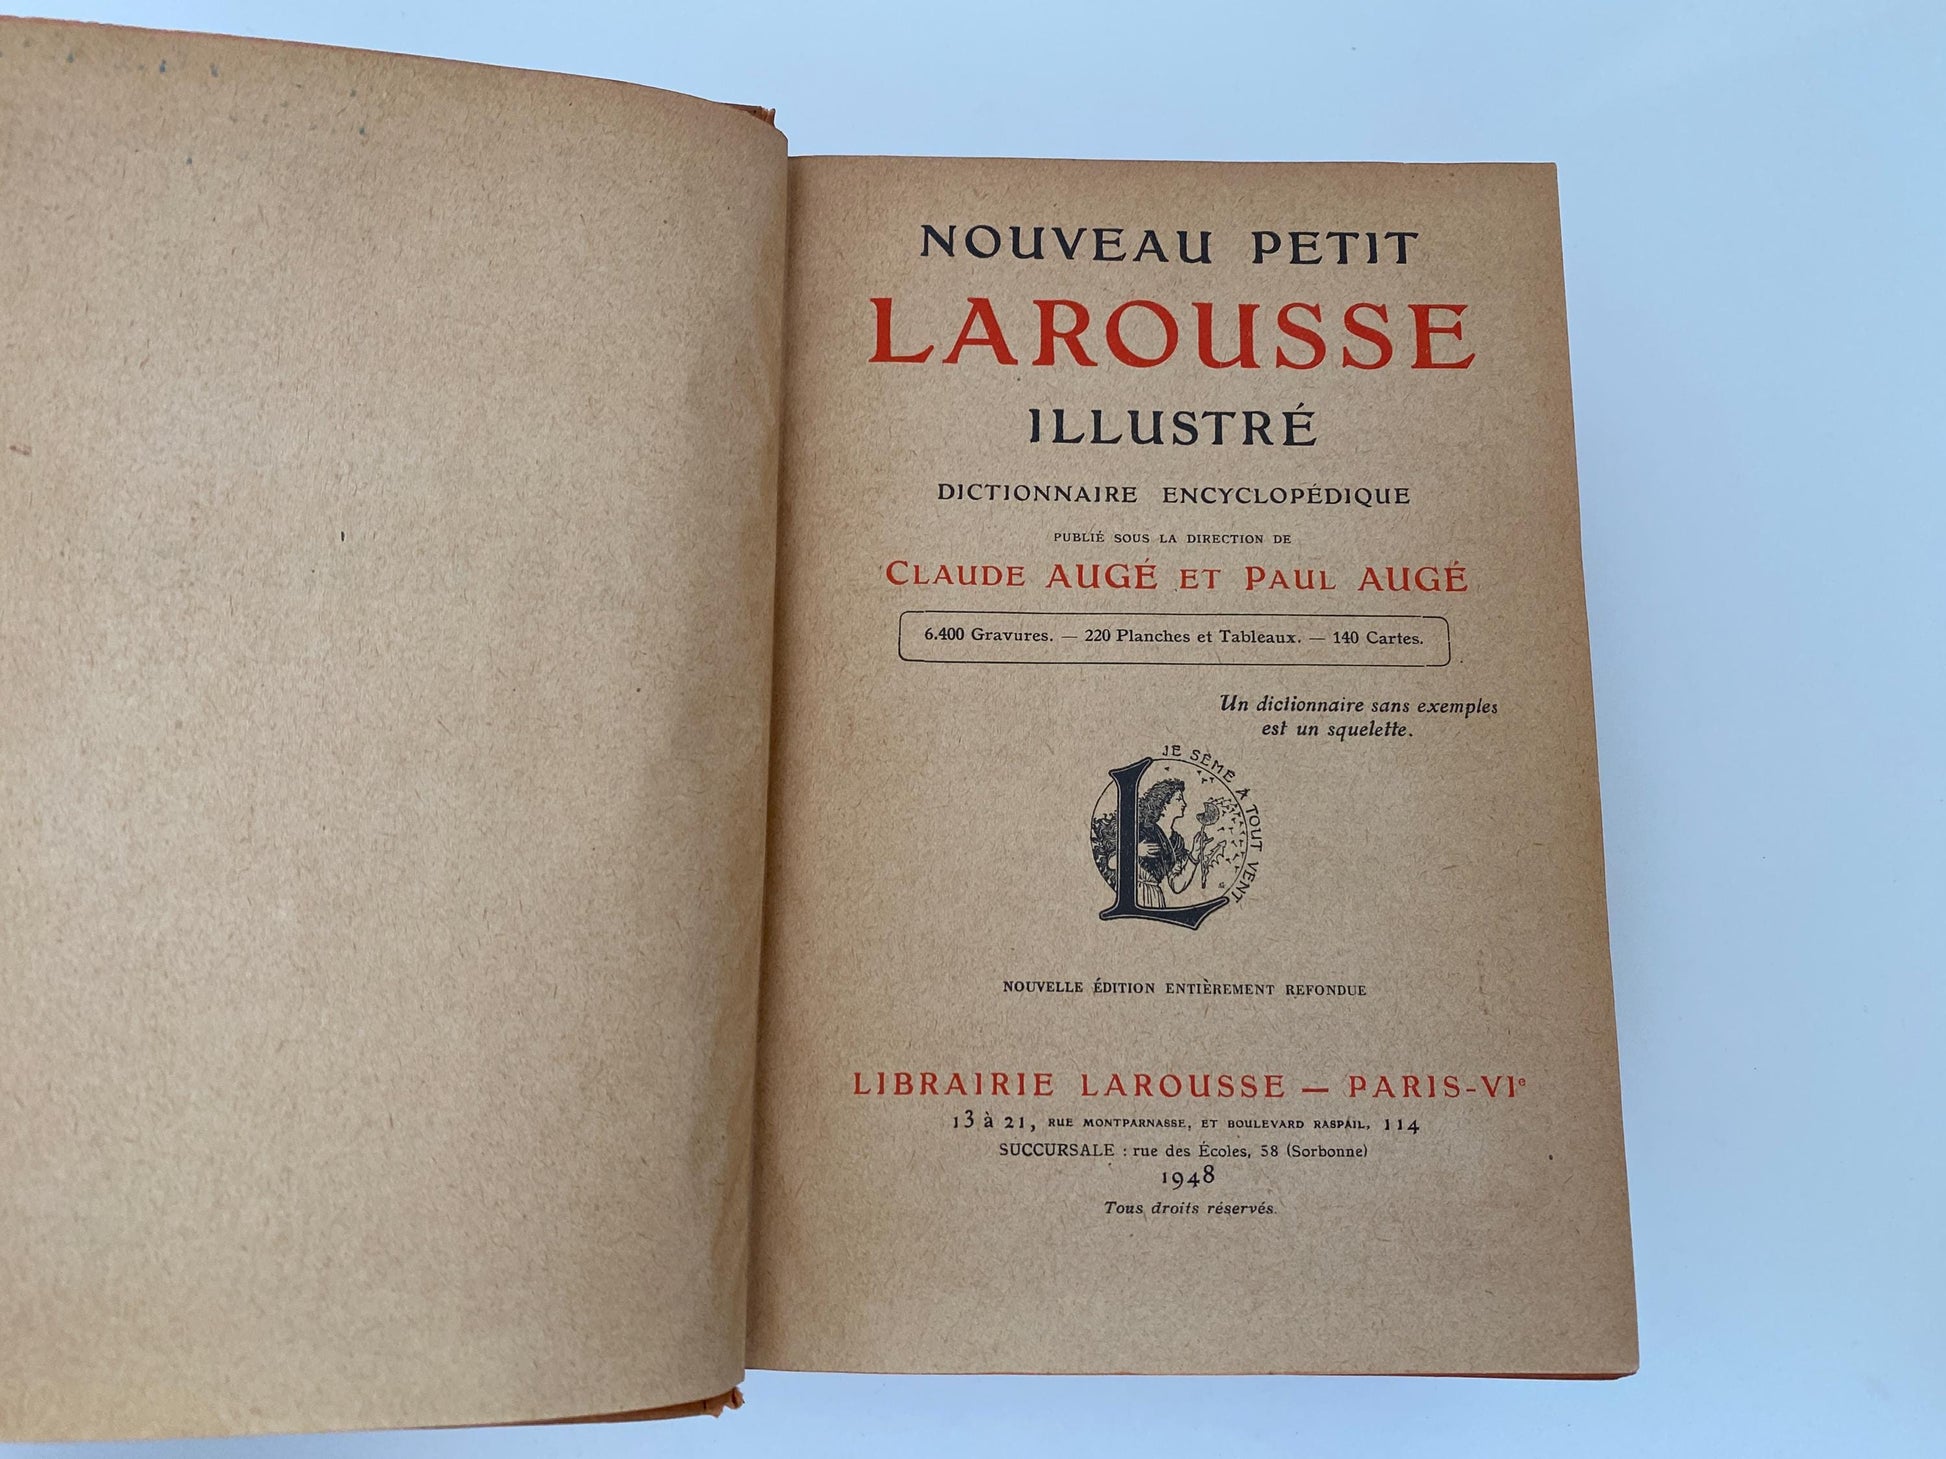 NOUVEAU PETIT
LAROUSSE
ILLUSTRÉ
DICTIONNAIRE ENCYCLOPÉDIQUE
PUBLIÉ SOUS LA DIRECTION DE
CLAUDE AUGÉ ET PAUL AUGÉ
6.400 Gravures. — 220 Planches et Tableaux. — 140 Cartes.
Un dictionnaire sans exemples
est un squelette.
JE SÈME À TOUT VENT
L
NOUVELLE ÉDITION ENTIÈREMENT REFONDUE
LIBRAIRIE LAROUSSE — PARIS-VIe
13 à 21, RUE MONTPARNASSE, ET BOULEVARD RASPAIL, 114
SUCCURSALE : rue des Écoles, 58 (Sorbonne)
1948
Tous droits réservés.